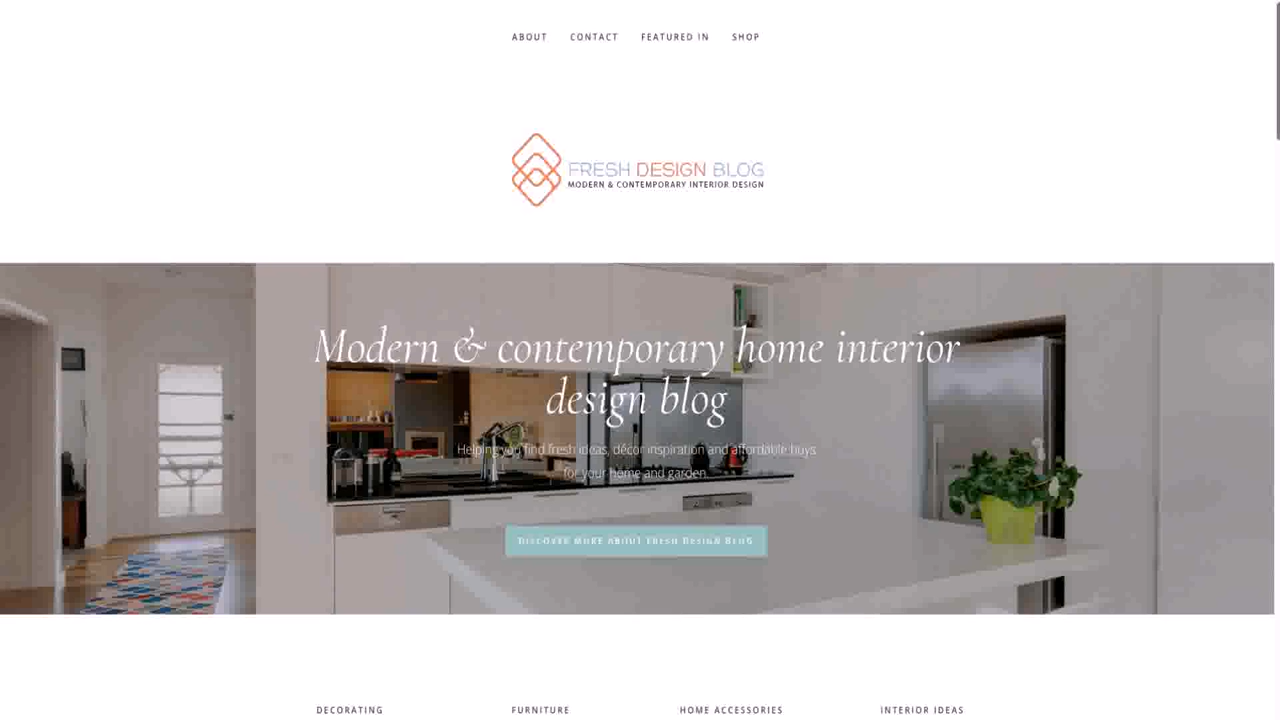 ABOUT CONTACT FEATURED IN SHOP
FRESH DESIGN BLOG
MODERN & CONTEMPORARY INTERIOR DESIGN
Modern & contemporary home interior
design blog
Helping you find fresh ideas, décor inspiration and affordable buys
for your home and garden.
DISCOVER MORE ABOUT FRESH DESIGN BLOG
DECORATING FURNITURE HOME ACCESSORIES INTERIOR IDEAS